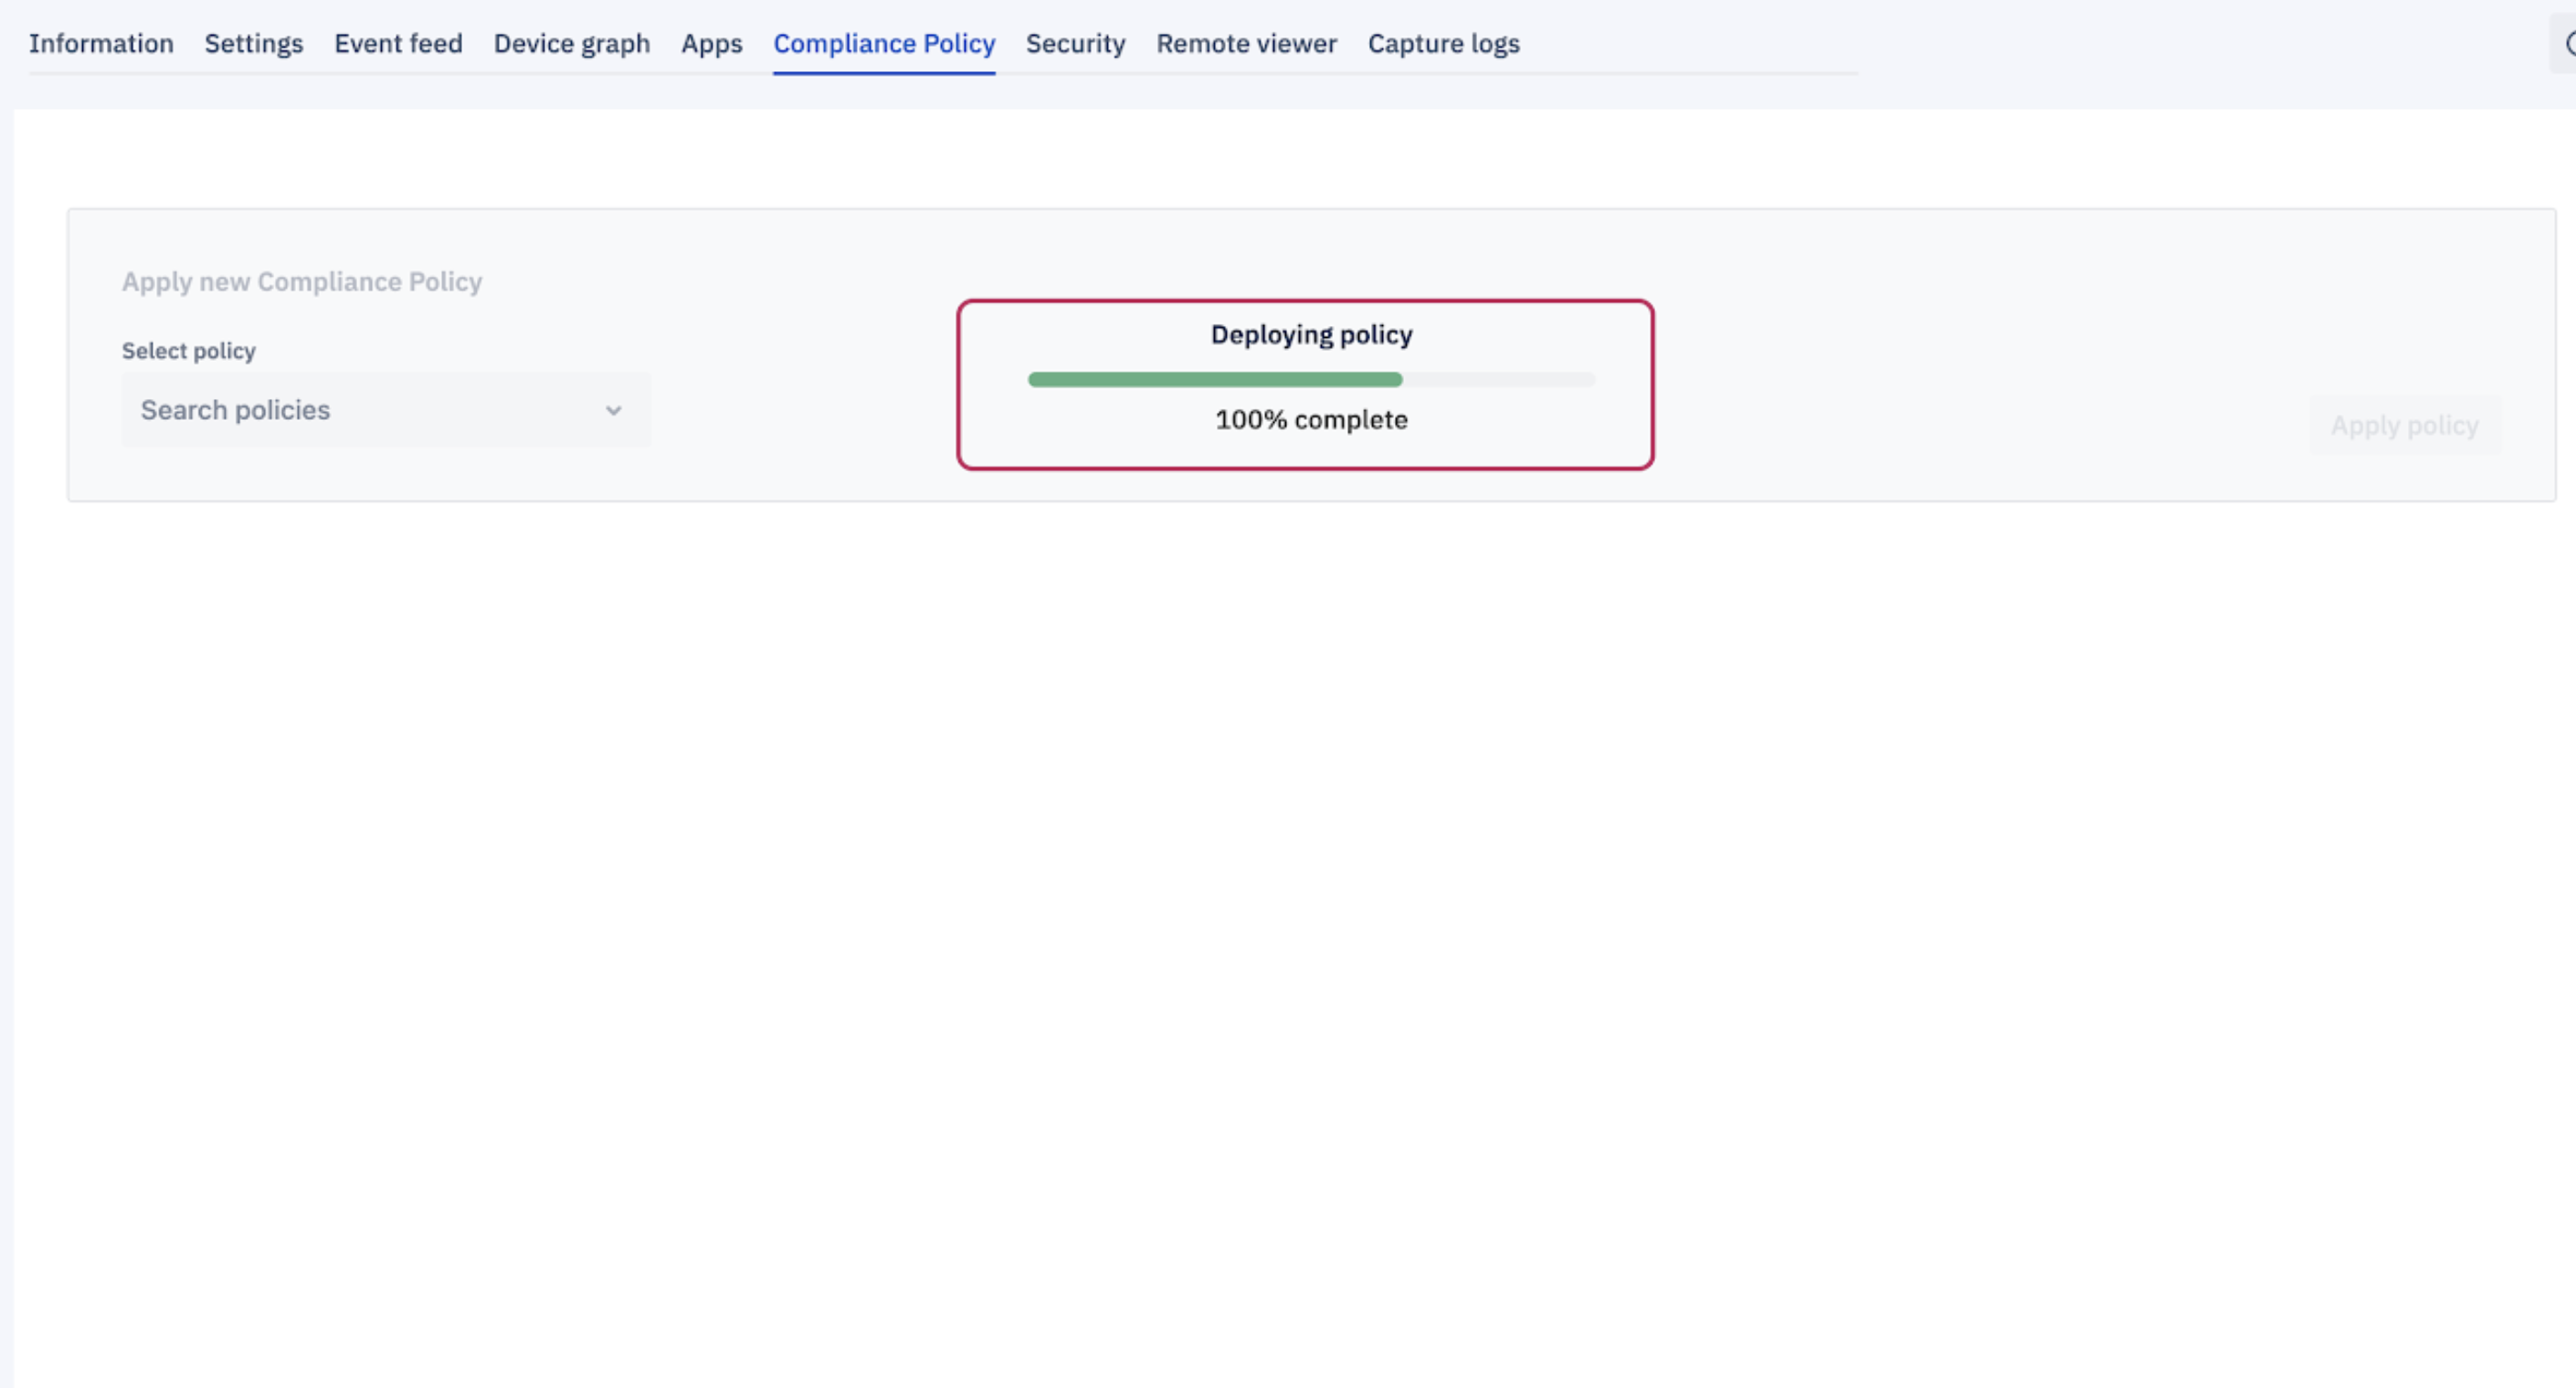 Information Settings Event feed Device graph Apps Compliance Policy Security Remote viewer Capture logs
Apply new Compliance Policy
Select policy
Search policies
Deploying policy
100% complete
Apply policy